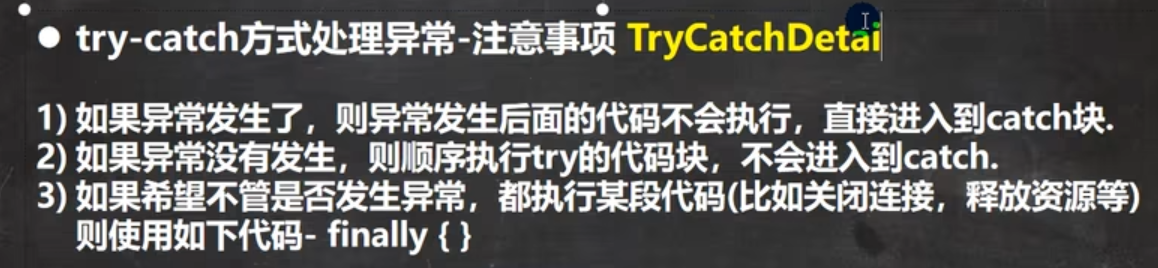 ● try-catch方式处理异常-注意事项 TryCatchDetai
1) 如果异常发生了，则异常发生后面的代码不会执行，直接进入到catch块.
2) 如果异常没有发生，则顺序执行try的代码块，不会进入到catch.
3) 如果希望不管是否发生异常，都执行某段代码(比如关闭连接，释放资源等)
则使用如下代码- finally { }